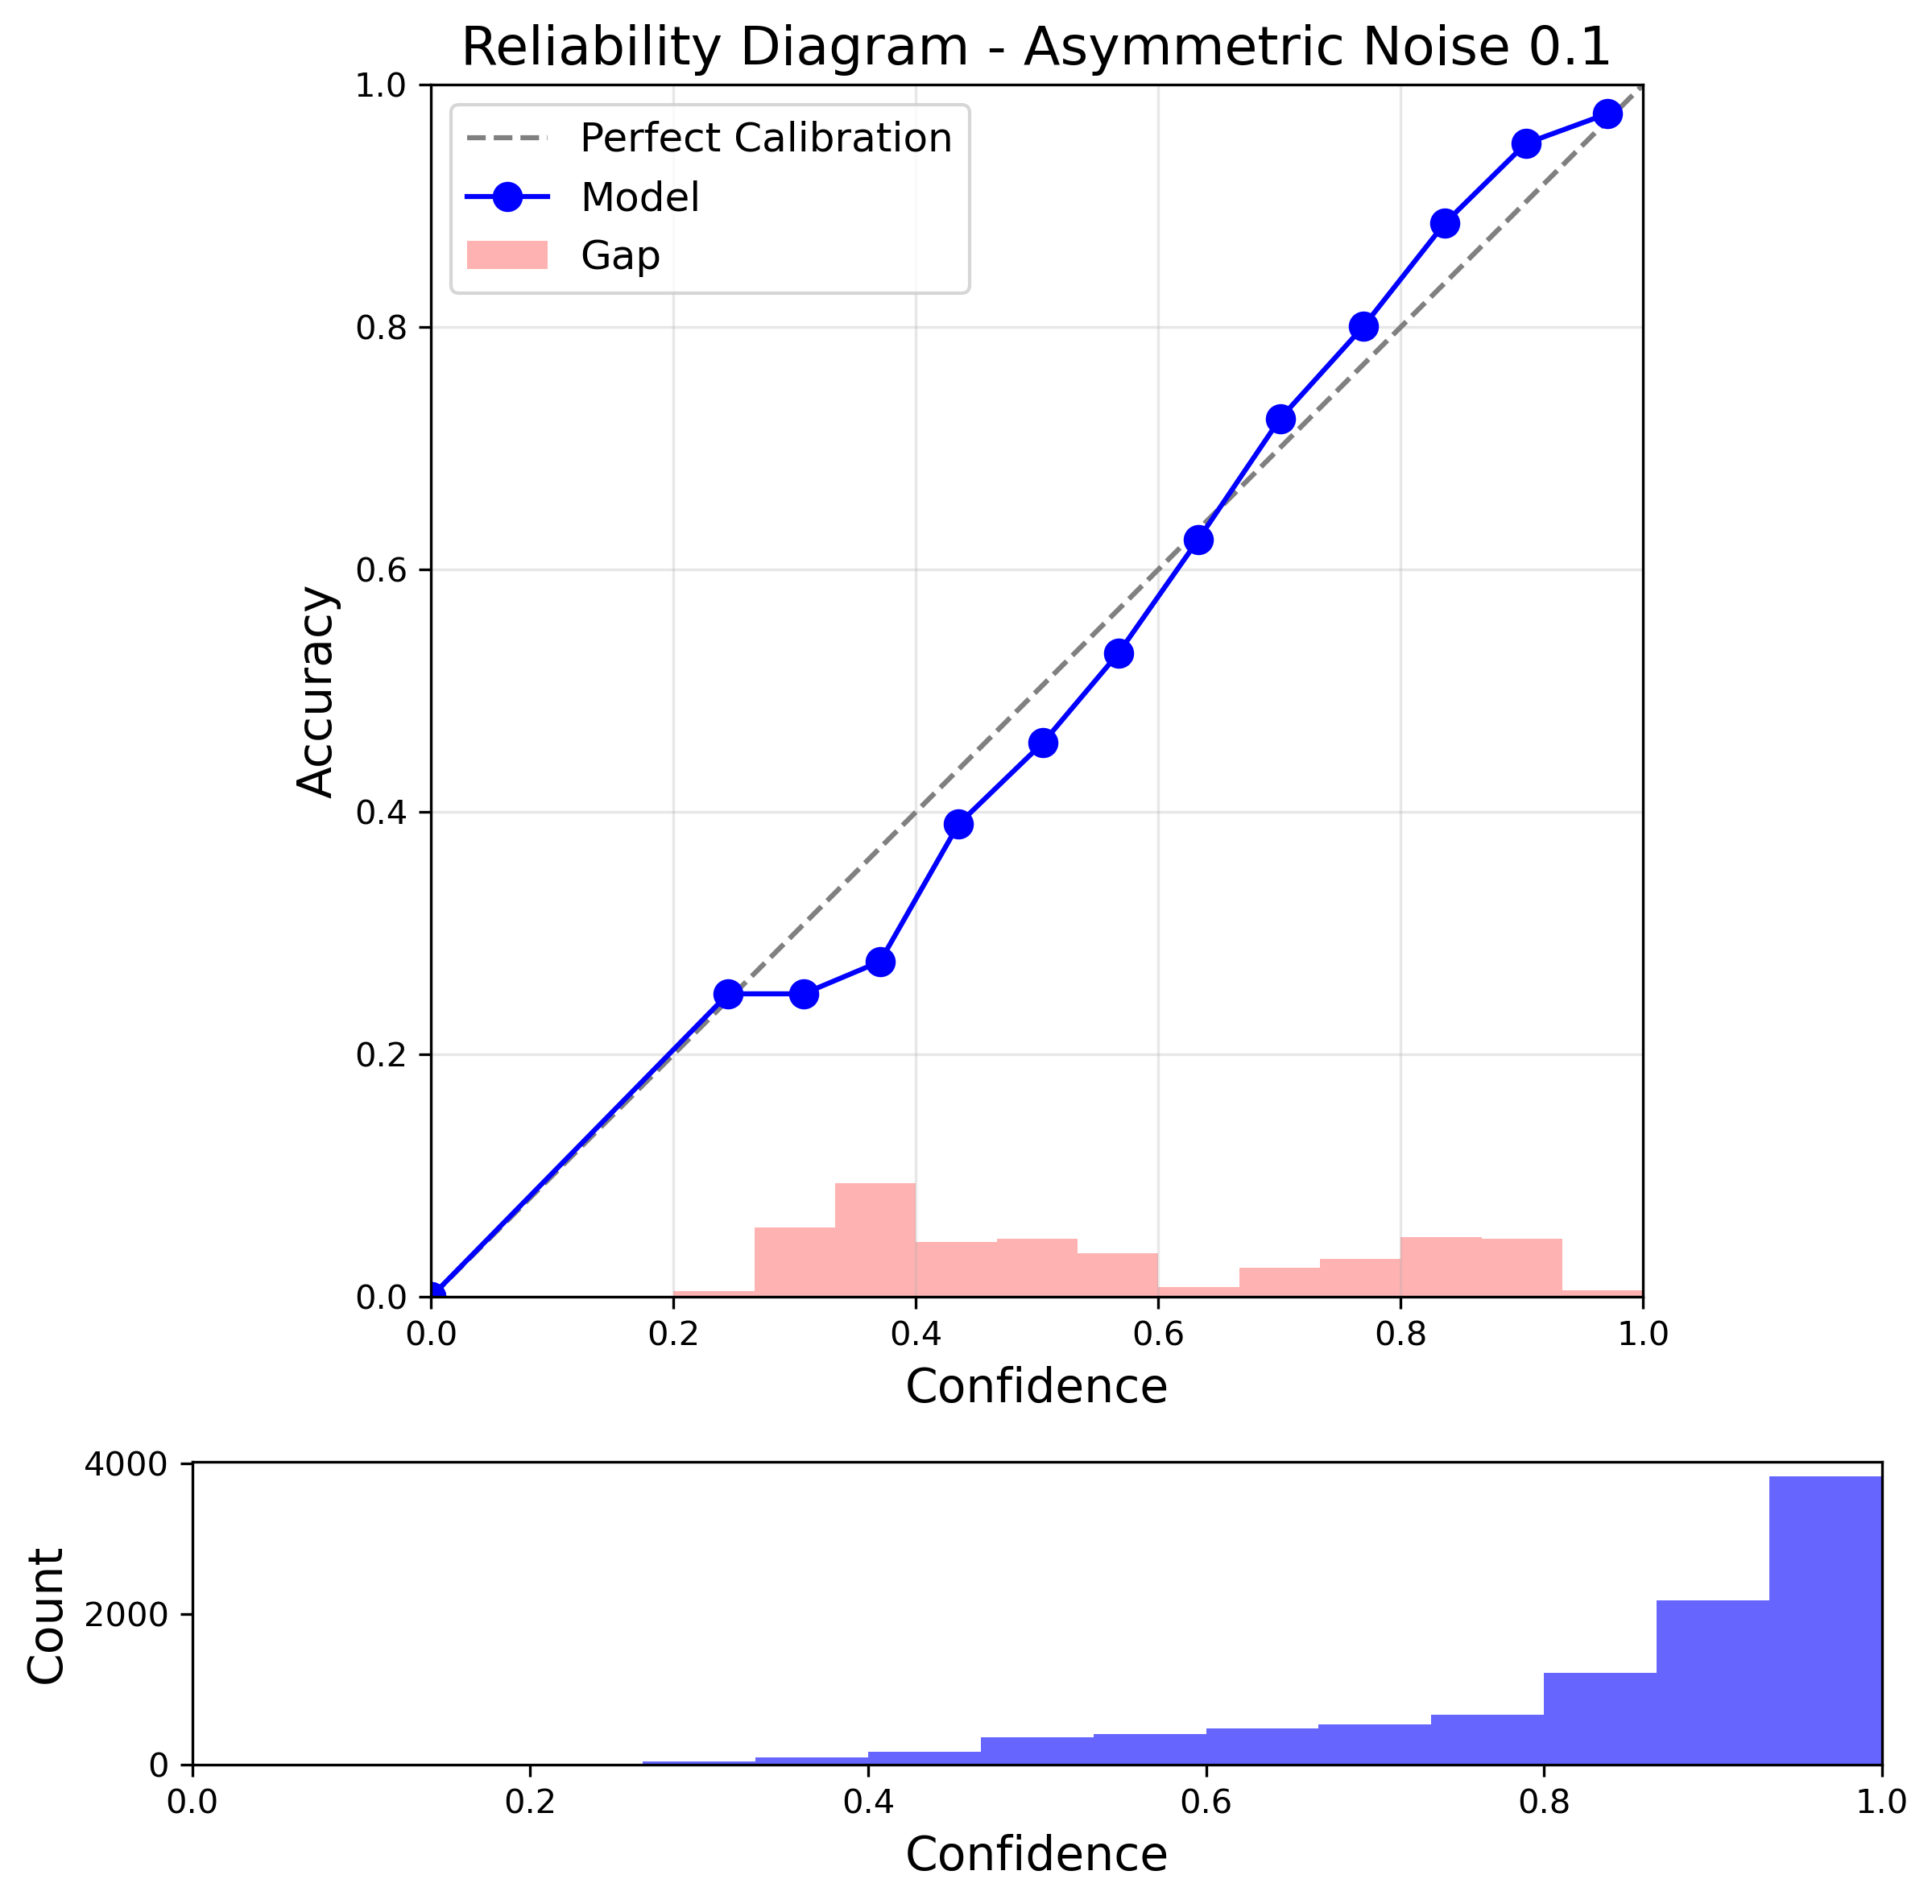 Reliability Diagram - Asymmetric Noise 0.1
1.0
0.8
0.6
0.4
0.2
0.0
Accuracy
Perfect Calibration
Model
Gap
0.0 0.2 0.4 0.6 0.8 1.0
Confidence
4000
2000
0
Count
0.0 0.2 0.4 0.6 0.8 1.0
Confidence